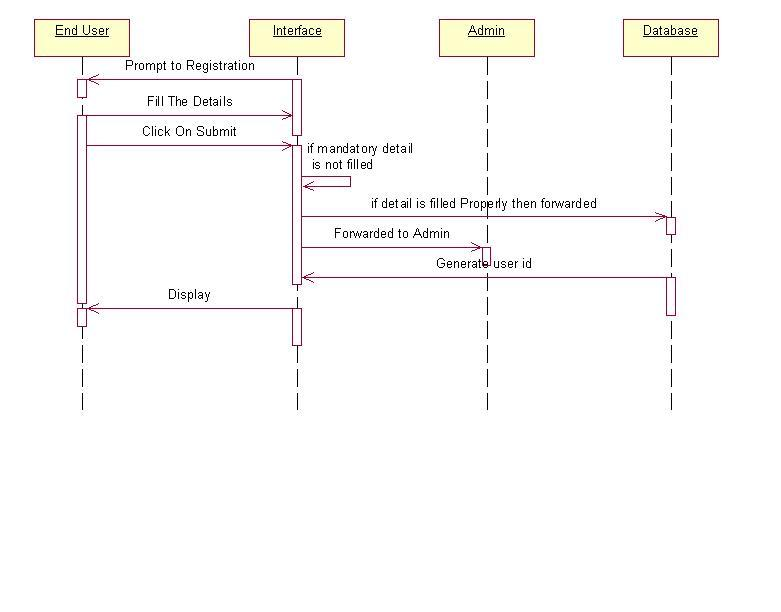 End User
Interface
Admin
Database
Prompt to Registration
Fill The Details
Click On Submit
if mandatory detail
is not filled
if detail is filled Properly then forwarded
Forwarded to Admin
Generate user id
Display